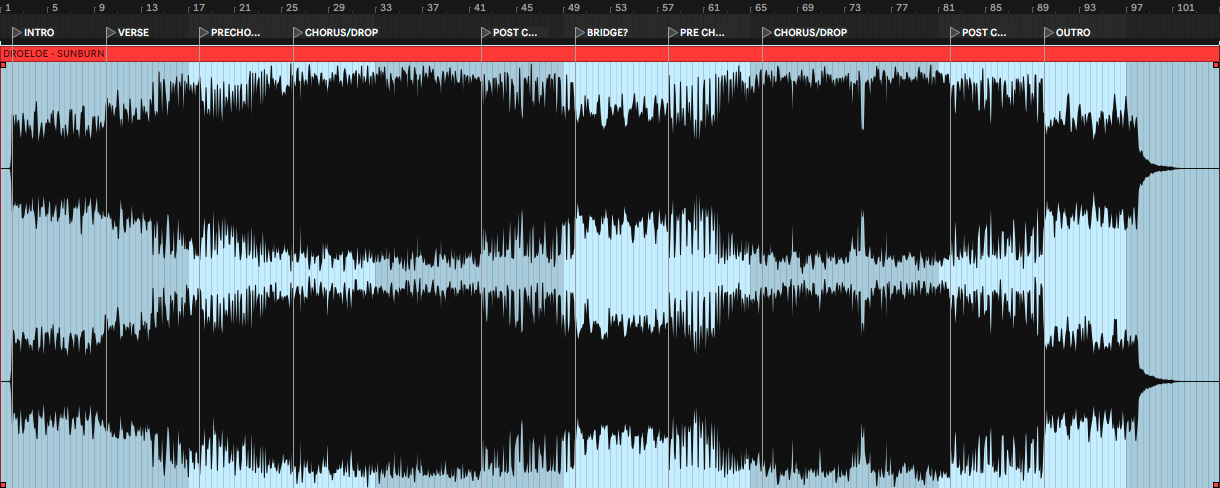 1 5 9 13 17 21 25 29 33 37 41 45 49 53 57 61 65 69 73 77 81 85 89 93 97 101
INTRO VERSE PRECHO... CHORUS/DROP POST C... BRIDGE? PRE CH... CHORUS/DROP POST C... OUTRO
DROELOE - SUNBURN